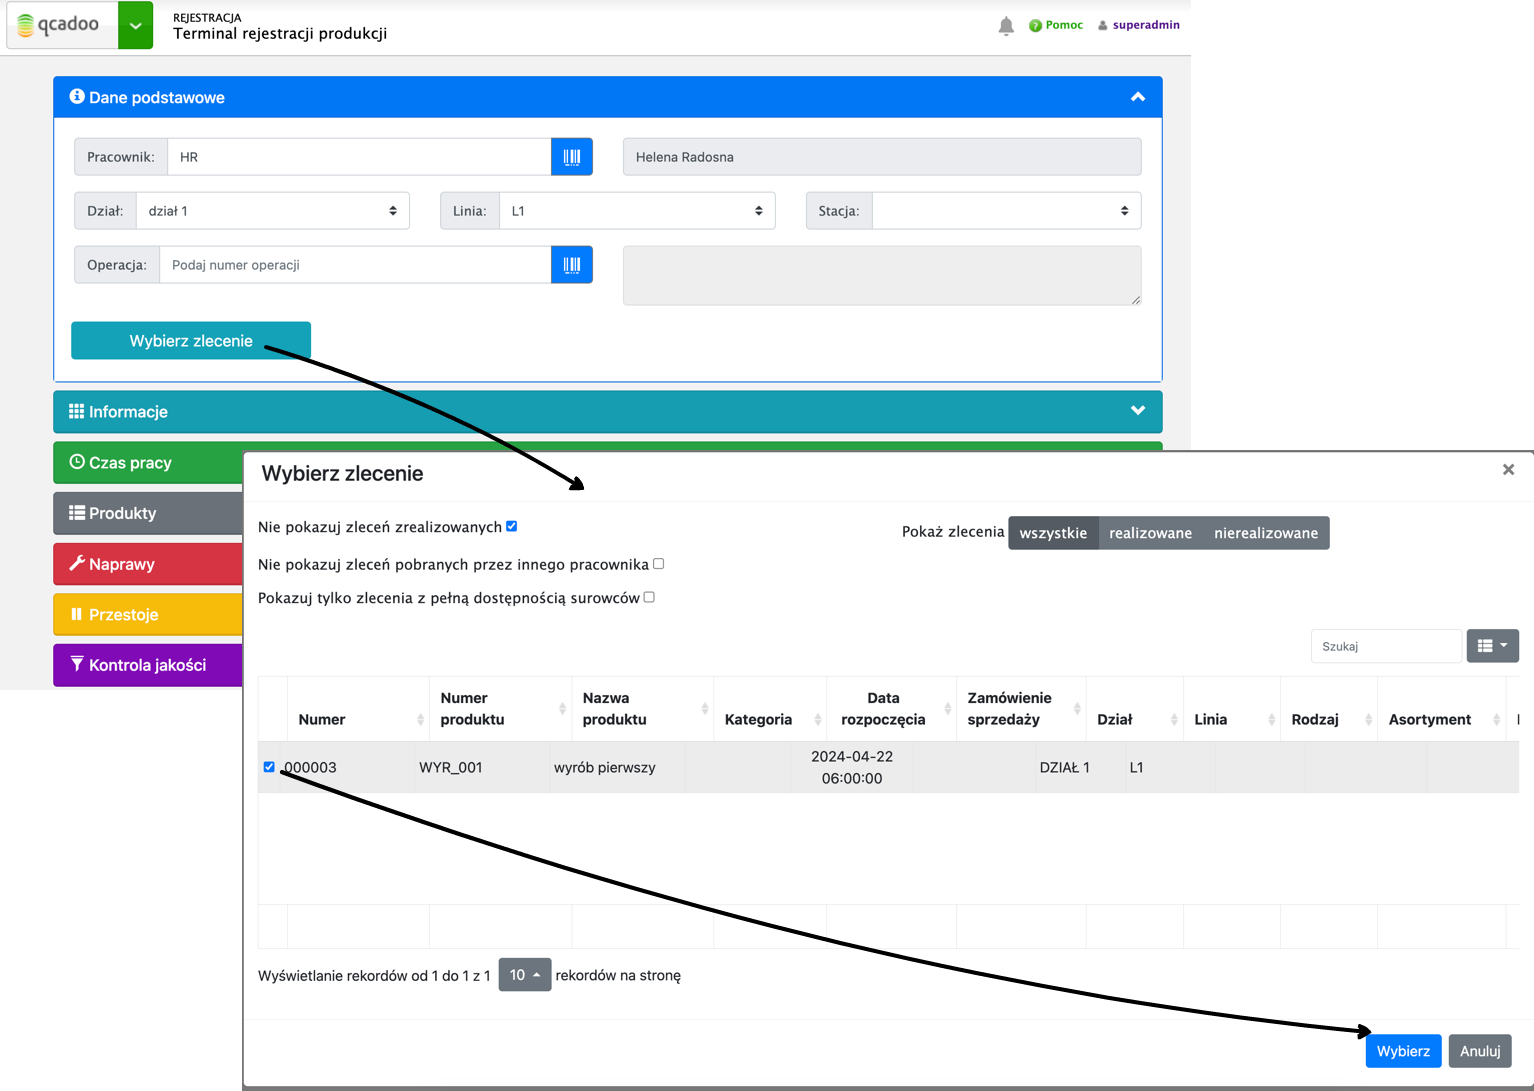 qcadoo
REJESTRACJA
Terminal rejestracji produkcji
Pomoc
superadmin
Dane podstawowe
Pracownik: HR
Helena Radosna
Dział: dział 1
Linia: L1
Stacja:
Operacja: Podaj numer operacji
Wybierz zlecenie
Informacje
Czas pracy
Produkty
Naprawy
Przestoje
Kontrola jakości
Wybierz zlecenie
×
Nie pokazuj zleceń zrealizowanych
Pokaż zlecenia wszystkie realizowane nierealizowane
Nie pokazuj zleceń pobranych przez innego pracownika
Pokazuj tylko zlecenia z pełną dostępnością surowców
Szukaj
Numer
Numer
produktu
Nazwa
produktu
Kategoria
Data
rozpoczęcia
Zamówienie
sprzedaży
Dział
Linia
Rodzaj
Asortyment
000003 WYR_001 wyrób pierwszy
2024-04-22
06:00:00
DZIAŁ 1 L1
Wyświetlanie rekordów od 1 do 1 z 1 10 rekordów na stronę
Wybierz
Anuluj